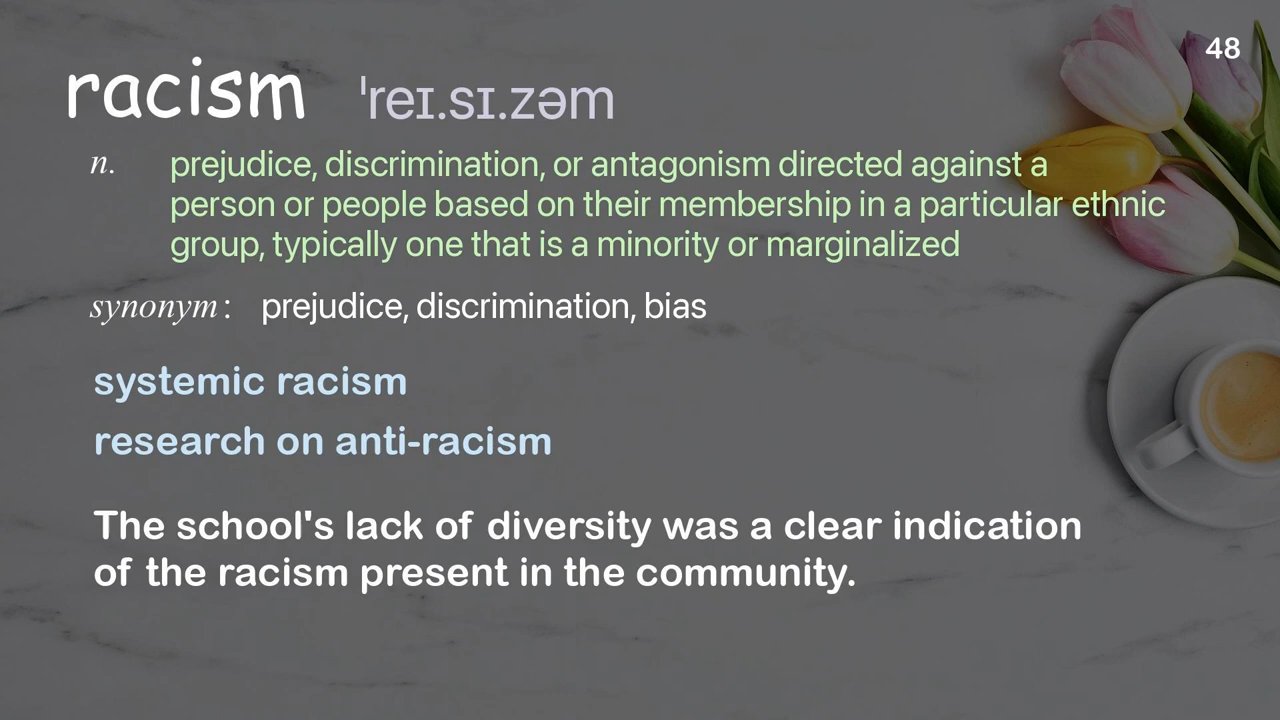 48
racism ˈreɪ.sɪ.zəm
n. prejudice, discrimination, or antagonism directed against a
person or people based on their membership in a particular ethnic
group, typically one that is a minority or marginalized
synonym: prejudice, discrimination, bias
systemic racism
research on anti-racism
The school's lack of diversity was a clear indication
of the racism present in the community.